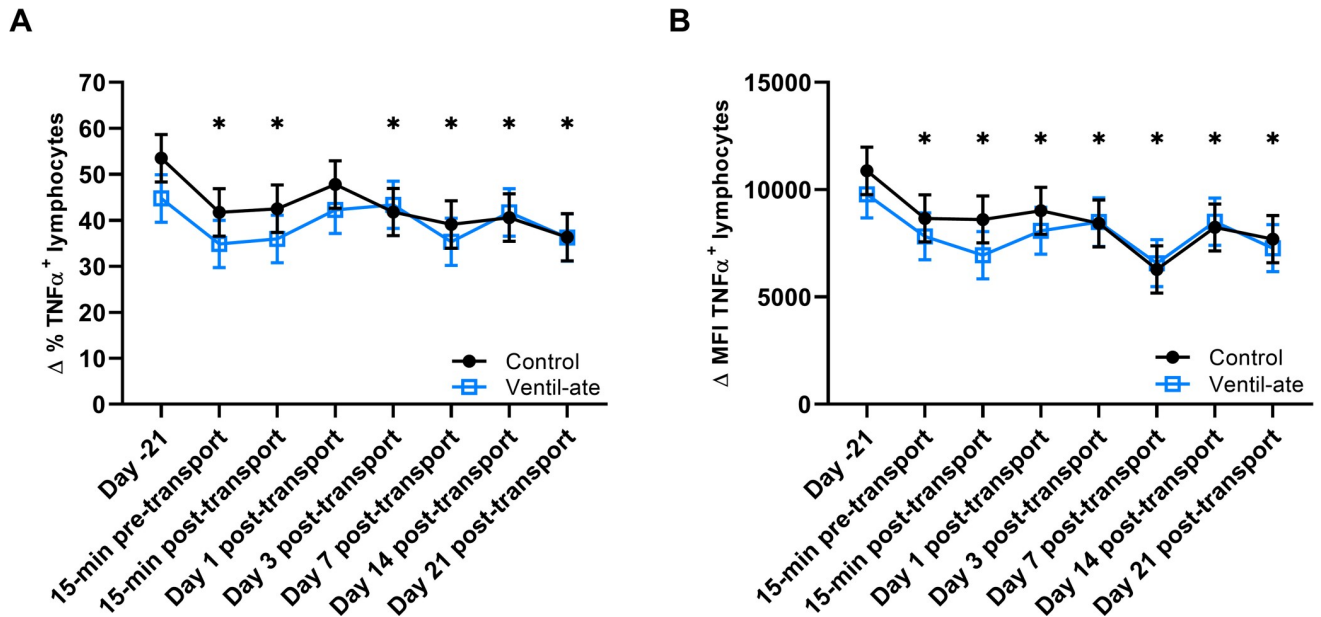 A
Δ % TNFα+ lymphocytes
70
60
50
40
30
20
10
0
* * * * * *
Control
Ventil-ate
Day -21
15-min pre-transport
15-min post-transport
Day 1 post-transport
Day 3 post-transport
Day 7 post-transport
Day 14 post-transport
Day 21 post-transport
B
Δ MFI TNFα+ lymphocytes
15000
10000
5000
0
* * * * * * *
Control
Ventil-ate
Day -21
15-min pre-transport
15-min post-transport
Day 1 post-transport
Day 3 post-transport
Day 7 post-transport
Day 14 post-transport
Day 21 post-transport